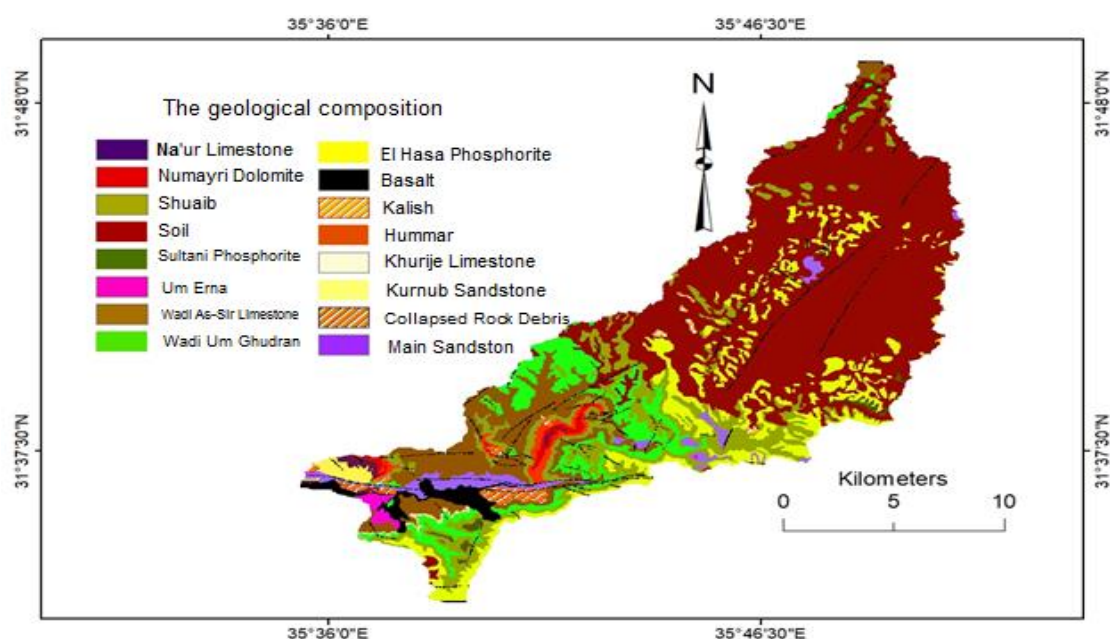 35°36'0"E
35°46'30"E
31°48'0"N
31°48'0"N
N
The geological composition
Na'ur Limestone
Numayri Dolomite
Shuaib
Soil
Sultani Phosphorite
Um Erna
Wadi As-Sir Limestone
Wadi Um Ghudran
El Hasa Phosphorite
Basalt
Kalish
Hummar
Khurije Limestone
Kurnub Sandstone
Collapsed Rock Debris
Main Sandston
31°37'30"N
31°37'30"N
Kilometers
0 5 10
35°36'0"E
35°46'30"E